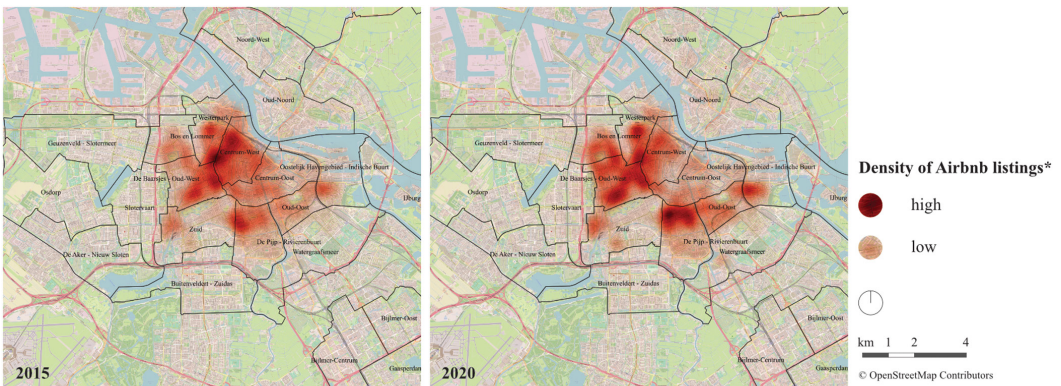 Noord-West
Oud-Noord
Westerpark
Bos en Lommer
Geuzenveld - Slotermeer
Centrum-West
Oostelijk Havengebied - Indische Buurt
De Baarsjes - Oud-West
Centrum-Oost
Osdorp
IJburg
Slotervaart
Oud-Oost
Zuid
De Pijp - Rivierenbuurt
De Aker - Nieuw Sloten
Watergraafsmeer
Buitenveldert - Zuidas
Bijlmer-Oost
Bijlmer-Centrum
Gaasperdam
2015
Noord-West
Oud-Noord
Westerpark
Bos en Lommer
Geuzenveld - Slotermeer
Centrum-West
Oostelijk Havengebied - Indische Buurt
De Baarsjes - Oud-West
Centrum-Oost
Osdorp
IJburg
Slotervaart
Oud-Oost
Zuid
De Pijp - Rivierenbuurt
De Aker - Nieuw Sloten
Watergraafsmeer
Buitenveldert - Zuidas
Bijlmer-Oost
Bijlmer-Centrum
Gaasperdam
2020
Density of Airbnb listings*
high
low
km 1 2 4
© OpenStreetMap Contributors